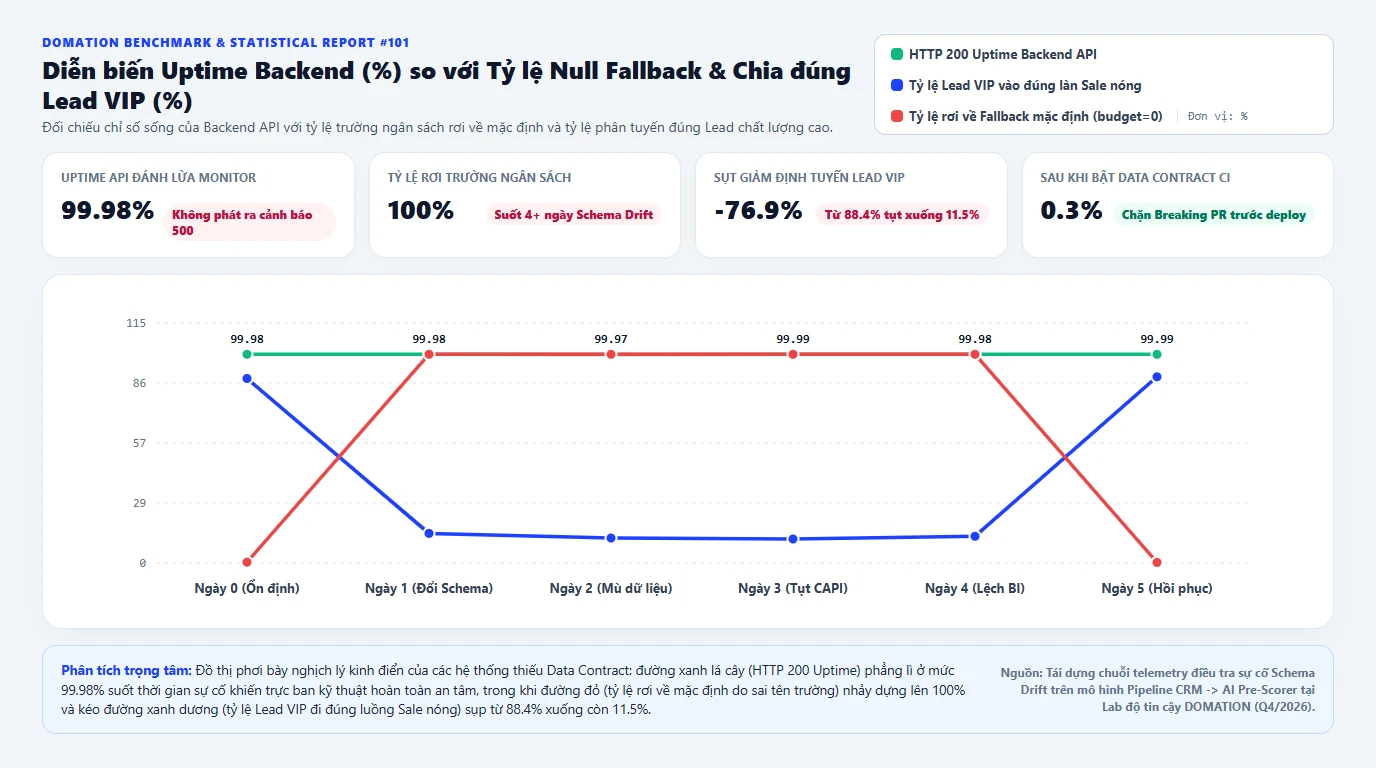 DOMATION BENCHMARK & STATISTICAL REPORT #101
Diễn biến Uptime Backend (%) so với Tỷ lệ Null Fallback & Chia đúng
Lead VIP (%)
Đối chiếu chỉ số sống của Backend API với tỷ lệ trường ngân sách rơi về mặc định và tỷ lệ phân tuyến đúng Lead chất lượng cao.
HTTP 200 Uptime Backend API
Tỷ lệ Lead VIP vào đúng làn Sale nóng
Tỷ lệ rơi về Fallback mặc định (budget=0)
Đơn vị: %
UPTIME API ĐÁNH LỪA MONITOR
99.98%
Không phát ra cảnh báo
500
TỶ LỆ RƠI TRƯỜNG NGÂN SÁCH
100%
Suốt 4+ ngày Schema Drift
SỤT GIẢM ĐỊNH TUYẾN LEAD VIP
-76.9%
Từ 88.4% tụt xuống 11.5%
SAU KHI BẬT DATA CONTRACT CI
0.3%
Chặn Breaking PR trước deploy
115
99.98
99.98
99.97
99.99
99.98
99.99
86
57
29
0
Ngày 0 (Ổn định)
Ngày 1 (Đổi Schema)
Ngày 2 (Mù dữ liệu)
Ngày 3 (Tụt CAPI)
Ngày 4 (Lệch BI)
Ngày 5 (Hồi phục)
Phân tích trọng tâm: Đồ thị phơi bày nghịch lý kinh điển của các hệ thống thiếu Data Contract: đường xanh lá cây (HTTP 200 Uptime) phẳng lì ở mức
99.98% suốt thời gian sự cố khiến trực ban kỹ thuật hoàn toàn an tâm, trong khi đường đỏ (tỷ lệ rơi về mặc định do sai tên trường) nhảy dựng lên 100%
và kéo đường xanh dương (tỷ lệ Lead VIP đi đúng luồng Sale nóng) sụp từ 88.4% xuống còn 11.5%.
Nguồn: Tái dựng chuỗi telemetry điều tra sự cố Schema
Drift trên mô hình Pipeline CRM -> AI Pre-Scorer tại
Lab độ tin cậy DOMATION (Q4/2026).